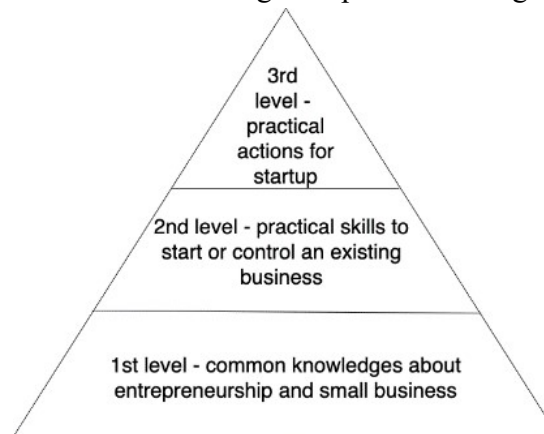 3rd
level -
practical
actions for
startup
2nd level - practical skills to
start or control an existing
business
1st level - common knowledges about
entrepreneurship and small business